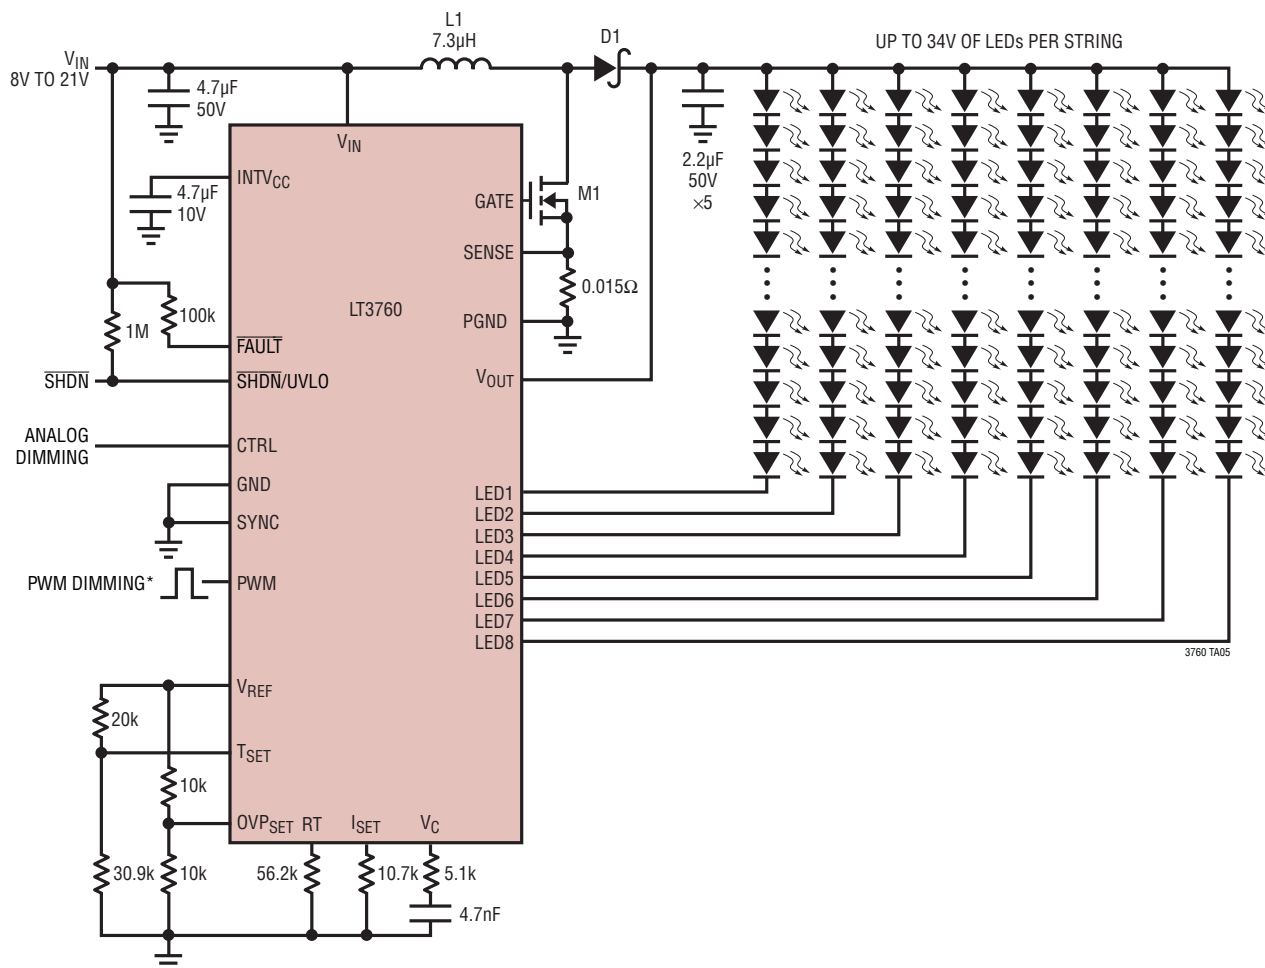 L1
7.3µH
D1
UP TO 34V OF LEDs PER STRING
VIN
8V TO 21V
4.7µF
50V
VIN
2.2µF
50V
×5
INTVCC
4.7µF
10V
GATE
M1
SENSE
0.015Ω
LT3760
PGND
100k
1M
FAULT
SHDN
SHDN/UVLO
VOUT
ANALOG
DIMMING
CTRL
GND
SYNC
LED1
LED2
LED3
LED4
LED5
LED6
LED7
LED8
PWM DIMMING*
PWM
3760 TA05
VREF
20k
TSET
10k
OVPSET
RT
ISET
VC
30.9k
10k
56.2k
10.7k
5.1k
4.7nF